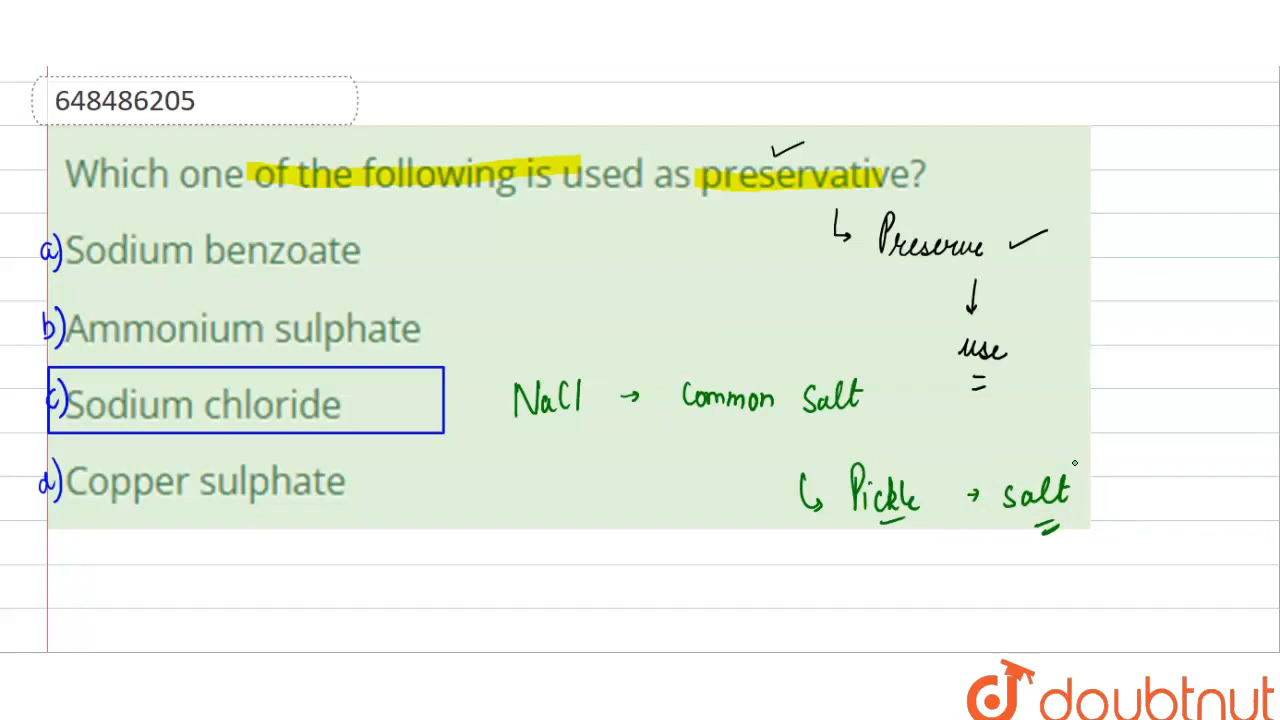 648486205
Which one of the following is used as preservative?
↳ Preserve ✓
a) Sodium benzoate
↓
b) Ammonium sulphate
use
c) Sodium chloride NaCl → Common Salt
d) Copper sulphate ↳ Pickle → salt
doubtnut